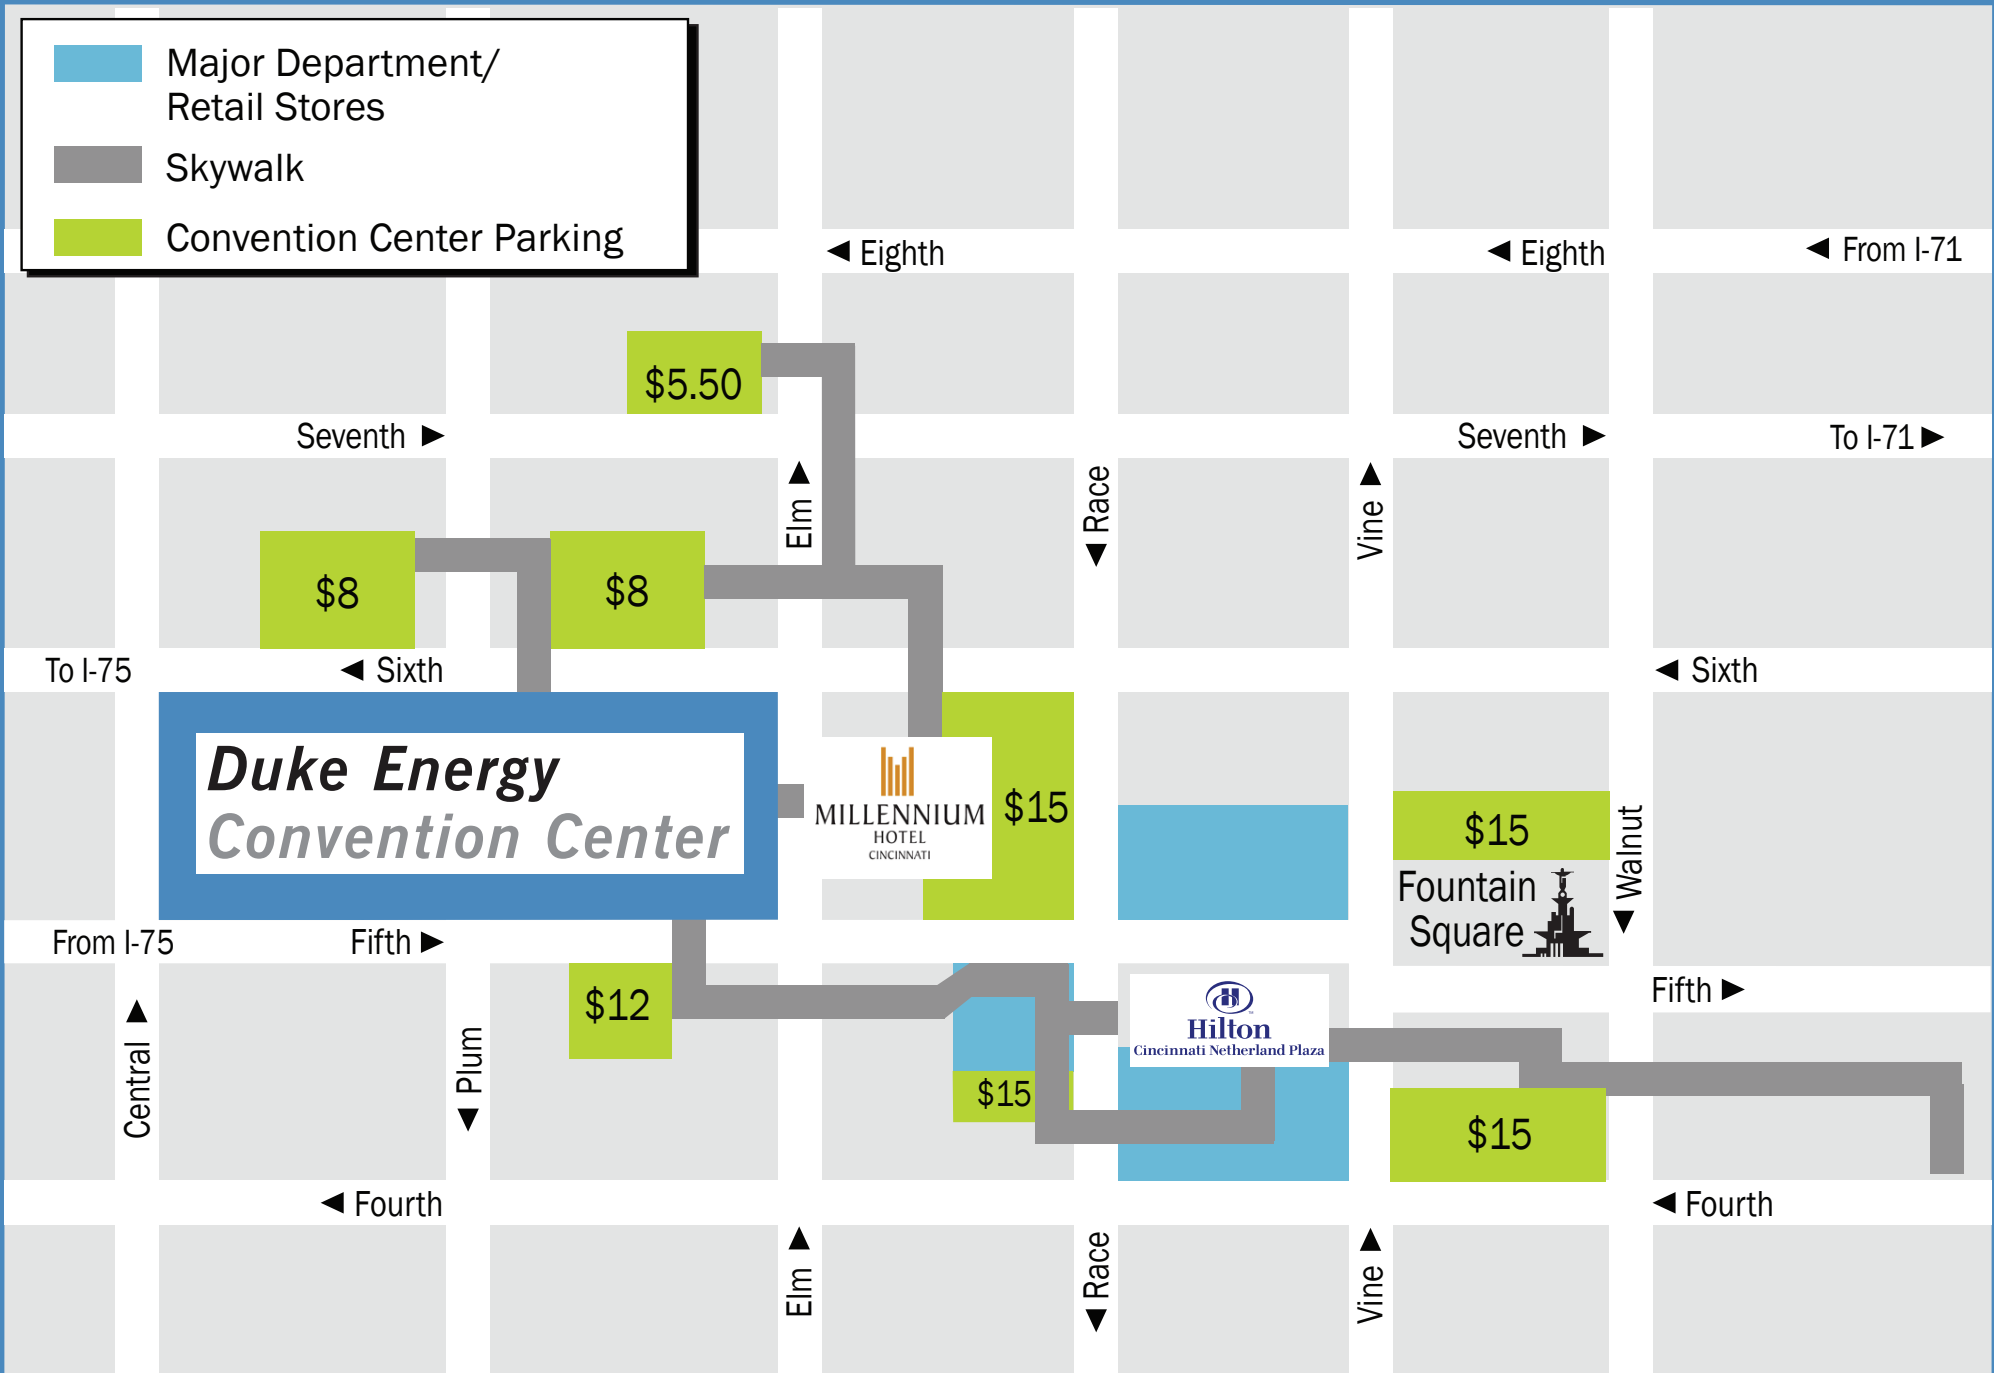 Major Department/
Retail Stores
Skywalk
Convention Center Parking
Eighth
Eighth
From I-71
$5.50
Seventh
Seventh
To I-71
Elm
Race
Vine
$8
$8
To I-75
Sixth
Sixth
Duke Energy
Convention Center
MILLENNIUM
HOTEL
CINCINNATI
$15
$15
Walnut
Fountain
Square
From I-75
Fifth
Fifth
$12
Hilton
Cincinnati Netherland Plaza
Central
Plum
$15
$15
Fourth
Fourth
Elm
Race
Vine